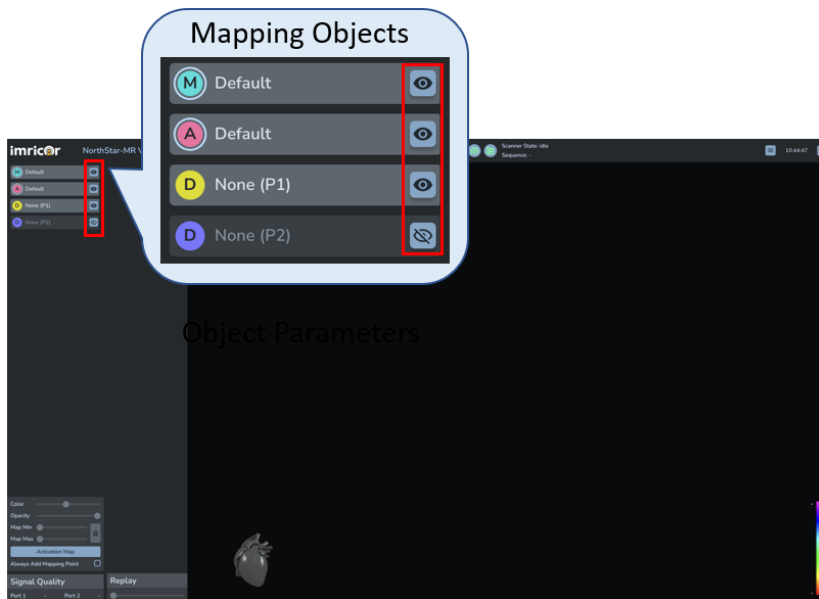 Mapping Objects
M Default
A Default
D None (P1)
D None (P2)
imricor NorthStar-MR V
Scanner State: idle
Sequence: -
10:44:47
M Default
A Default
D None (P1)
D None (P2)
Object Parameters
Color
Opacity
Map Min
Map Max
Activation Map
Always Add Mapping Point
Signal Quality
Replay
Port 1 - Port 2 -